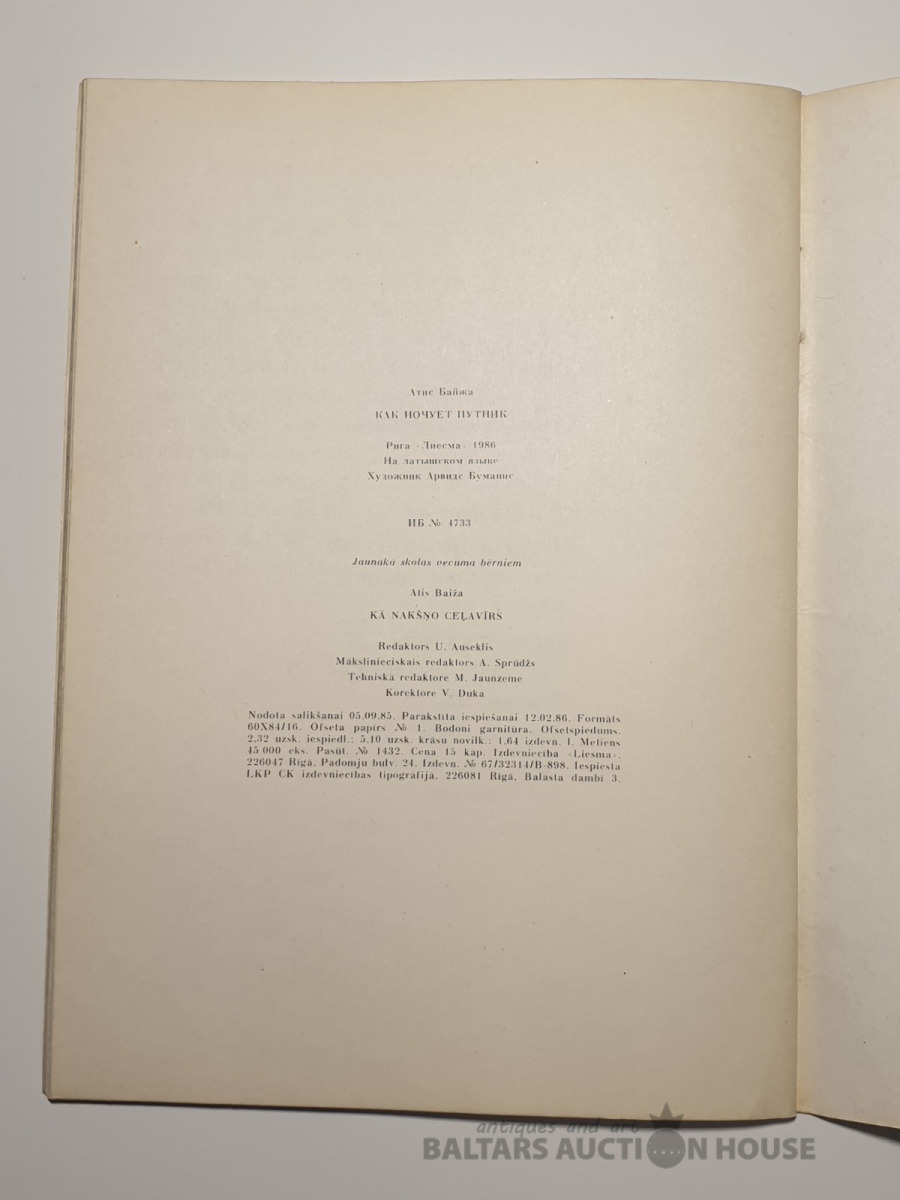 Атис Байжа
КАК НОЧУЕТ ПУТНИК
Рига «Лиесма» 1986
На латышском языке
Художник Арвидс Буманис
ИБ № 4733
Jaunākā skolas vecuma bērniem
Atis Baiža
KĀ NAKŠŅO CEĻAVĪRS
Redaktors U. Auseklis
Mākslinieciskais redaktors A. Sprūdžs
Tehniskā redaktore M. Jaunzeme
Korektore V. Duka
Nodota salikšanai 05.09.85. Parakstīta iespiešanai 12.02.86. Formāts
60X84/16. Ofseta papīrs № 1. Bodoni garnitūra. Ofsetspiedums.
2,32 uzsk. iespiedl.; 5,10 uzsk. krāsu novilk.; 1,64 izdevn. l. Metiens
45 000 eks. Pasūt. № 1432. Cena 15 kap. Izdevniecība «Liesma»,
226047 Rīgā, Padomju bulv. 24. Izdevn. № 67/32314/B-898. Iespiesta
LKP CK izdevniecības tipogrāfijā, 226081 Rīgā, Balasta dambī 3.
antiques and art
BALTARS AUCTION HOUSE